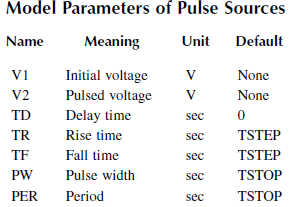 Model Parameters of Pulse Sources
Name Meaning Unit Default
V1 Initial voltage V None
V2 Pulsed voltage V None
TD Delay time sec 0
TR Rise time sec TSTEP
TF Fall time sec TSTEP
PW Pulse width sec TSTOP
PER Period sec TSTOP